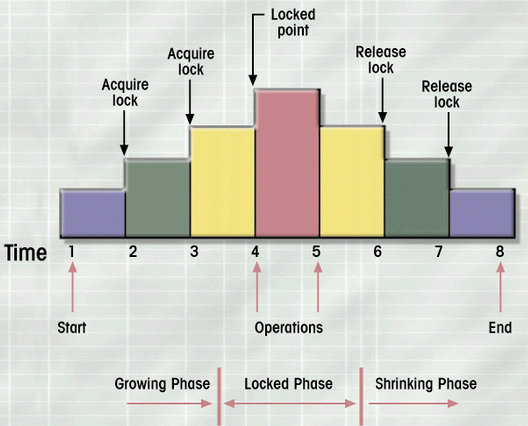 Locked
point
Acquire
lock
Release
lock
Acquire
lock
Release
lock
Time 1 2 3 4 5 6 7 8
Start Operations End
Growing Phase Locked Phase Shrinking Phase